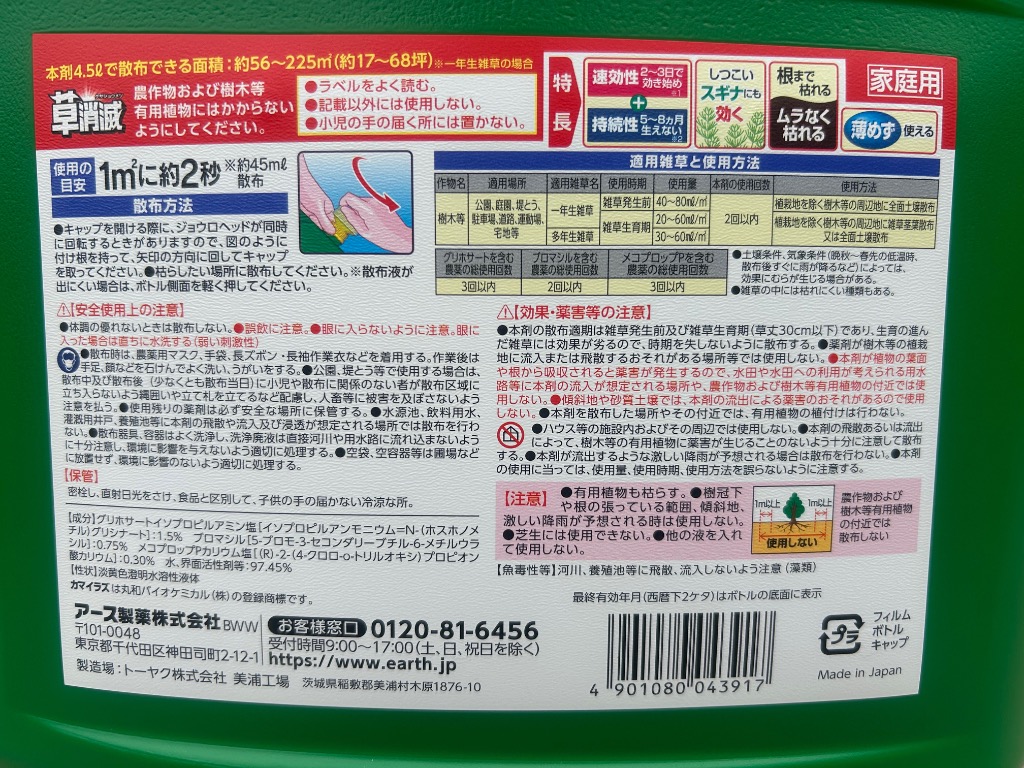 本剤4.5ℓで散布できる面積：約56～225㎡(約17～68坪)※一年生雑草の場合
草消滅
農作物および樹木等
有用植物にはかからない
ようにしてください。
●ラベルをよく読む。
●記載以外には使用しない。
●小児の手の届く所には置かない。
特長
速効性 2～3日で効き始め※1
+
持続性 5～8ヵ月生えない※2
しつこい
スギナにも
効く
根まで
枯れる
ムラなく
枯れる
家庭用
薄めず使える
使用の目安 1㎡に約2秒 ※約45mℓ散布
散布方法
●キャップを開ける際に、ジョウロヘッドが同時
に回転するときがありますので、図のように
付け根を持って、矢印の方向に回してキャップ
を取ってください。●枯らしたい場所に散布してください。※散布液が
出にくい場合は、ボトル側面を軽く押してください。
適用雑草と使用方法
作物名 適用場所 適用雑草名 使用時期 使用量 本剤の使用回数 使用方法
樹木等 公園、庭園、堤とう、駐車場、道路、運動場、宅地等 一年生雑草 雑草発生前 40～80mℓ/㎡ 2回以内 植栽地を除く樹木等の周辺地に全面土壌散布
雑草生育期 20～60mℓ/㎡ 植栽地を除く樹木等の周辺地に雑草茎葉散布又は全面土壌散布
多年生雑草 30～60mℓ/㎡
グリホサートを含む農薬の総使用回数 ブロマシルを含む農薬の総使用回数 メコプロップPを含む農薬の総使用回数
3回以内 2回以内 3回以内
●土壌条件、気象条件(晩秋～春先の低温時、
散布後すぐに雨が降るなど)によっては、
効果にむらが生じる場合がある。
●雑草の中には枯れにくい種類もある。
⚠【安全使用上の注意】
●体調の優れないときは散布しない。●誤飲に注意。●眼に入らないように注意。眼に
入った場合は直ちに水洗する(弱い刺激性)
●散布時は、農薬用マスク、手袋、長ズボン・長袖作業衣などを着用する。作業後は
手足、顔などを石けんでよく洗い、うがいをする。●公園、堤とう等で使用する場合は、
散布中及び散布後（少なくとも散布当日）に小児や散布に関係のない者が散布区域に
立ち入らないよう縄囲いや立て札を立てるなど配慮し、人畜等に被害を及ぼさないよう
注意を払う。●使用残りの薬剤は必ず安全な場所に保管する。●水源池、飲料用水、
灌漑用井戸、養殖池等に本剤の飛散や流入及び浸透が想定される場所では散布を行わ
ない。●散布器具、容器はよく洗浄し、洗浄廃液は直接河川や用水路に流れ込まないよう
に十分注意し、環境に影響を与えないよう適切に処理する。●空袋、空容器等は圃場など
に放置せず、環境に影響のないよう適切に処理する。
【保管】
密栓し、直射日光をさけ、食品と区別して、子供の手の届かない冷涼な所。
⚠【効果・薬害等の注意】
●本剤の散布適期は雑草発生前及び雑草生育期(草丈30cm以下)であり、生育の進ん
だ雑草には効果が劣るので、時期を失しないように散布する。●薬剤が樹木等の植栽
地に流入または飛散するおそれがある場所等では使用しない。●本剤が植物の葉面
や根から吸収されると薬害が発生するので、水田や水田への利用が考えられる用水
路等に本剤の流入が想定される場所や、農作物および樹木等有用植物の付近では使
用しない。●傾斜地や砂質土壌では、本剤の流出による薬害のおそれがあるので使用
しない。●本剤を散布した場所やその付近では、有用植物の植付けは行わない。
●ハウス等の施設内およびその周辺では使用しない。●本剤の飛散あるいは流出
によって、樹木等の有用植物に薬害が生じることのないよう十分に注意して散布
する。●本剤が流出するような激しい降雨が予想される場合は散布を行わない。●本剤
の使用に当っては、使用量、使用時期、使用方法を誤らないように注意する。
【注意】●有用植物も枯らす。●樹冠下
や根の張っている範囲、傾斜地、
激しい降雨が予想される時は使用しない。
●芝生には使用できない。●他の液を入れ
て使用しない。
1m以上 1m以上
使用しない
農作物および
樹木等有用植物
の付近では
散布しない
【魚毒性等】河川、養殖池等に飛散、流入しないよう注意（藻類）
[成分]グリホサートイソプロピルアミン塩[イソプロピルアンモニウム=N-(ホスホノメ
チル)グリシナート]：1.5%　ブロマシル[5-ブロモ-3-セコンダリーブチル-6-メチルウラ
シル]：0.75%　メコプロップPカリウム塩[(R)-2-(4-クロロ-o-トリルオキシ)プロピオン
酸カリウム]：0.30%　水、界面活性剤等：97.45%
[性状]淡黄色澄明水溶性液体
カマイラズは丸和バイオケミカル(株)の登録商標です。
最終有効年月(西暦下2ケタ)はボトルの底面に表示
アース製薬株式会社 BWW
〒101-0048
東京都千代田区神田司町2-12-1
お客様窓口 0120-81-6456
受付時間9:00～17:00(土、日、祝日を除く)
https://www.earth.jp
製造場：トーヤク株式会社 美浦工場　茨城県稲敷郡美浦村木原1876-10
4 901080 043917
プラ
フィルム
ボトル
キャップ
Made in Japan